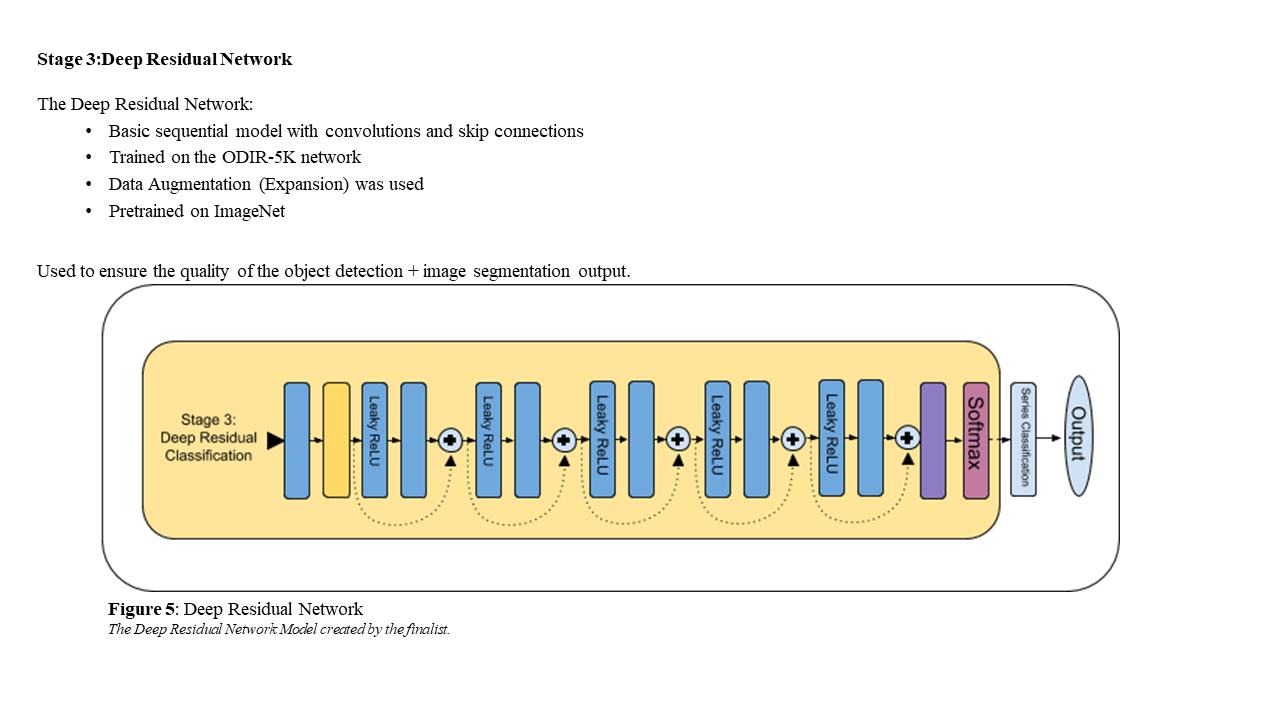 Stage 3:Deep Residual Network
The Deep Residual Network:
• Basic sequential model with convolutions and skip connections
• Trained on the ODIR-5K network
• Data Augmentation (Expansion) was used
• Pretrained on ImageNet
Used to ensure the quality of the object detection + image segmentation output.
Stage 3:
Deep Residual
Classification
Leaky ReLU
Leaky ReLU
Leaky ReLU
Leaky ReLU
Leaky ReLU
Softmax
Series Classification
Output
Figure 5: Deep Residual Network
The Deep Residual Network Model created by the finalist.